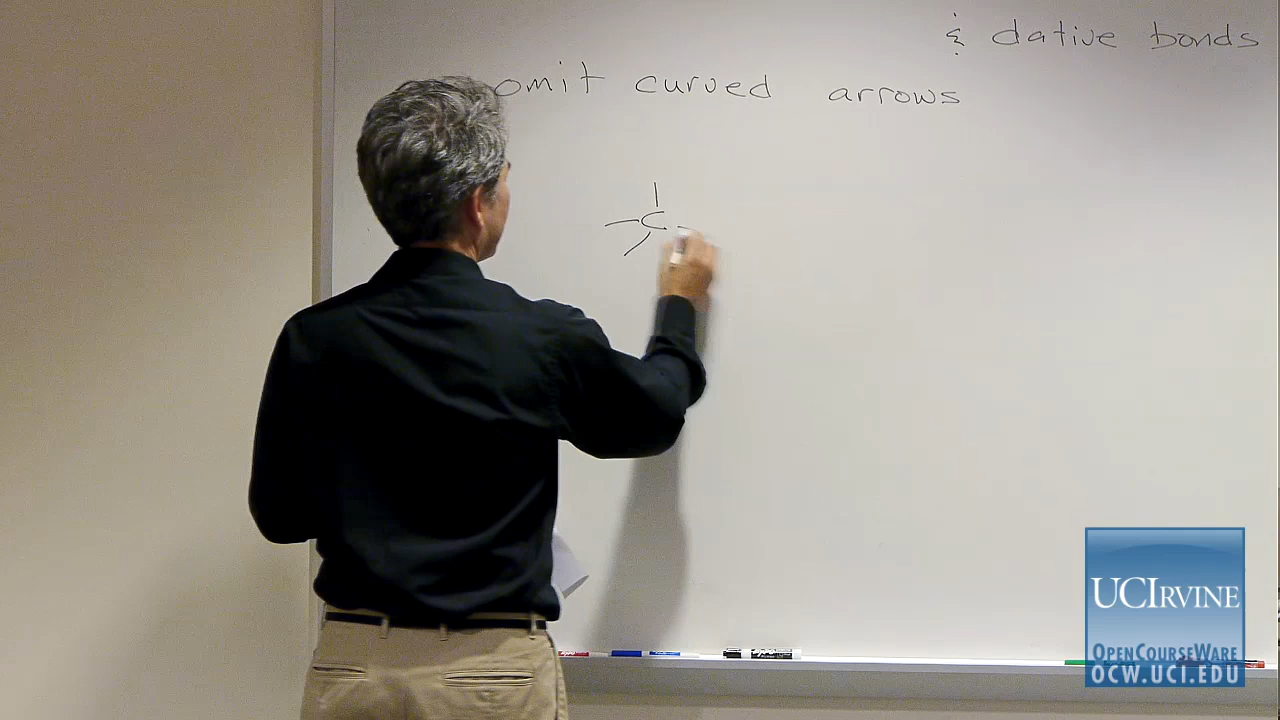 & dative bonds
omit curved arrows
C
UCIRVINE
OPENCOURSEWARE
OCW.UCI.EDU